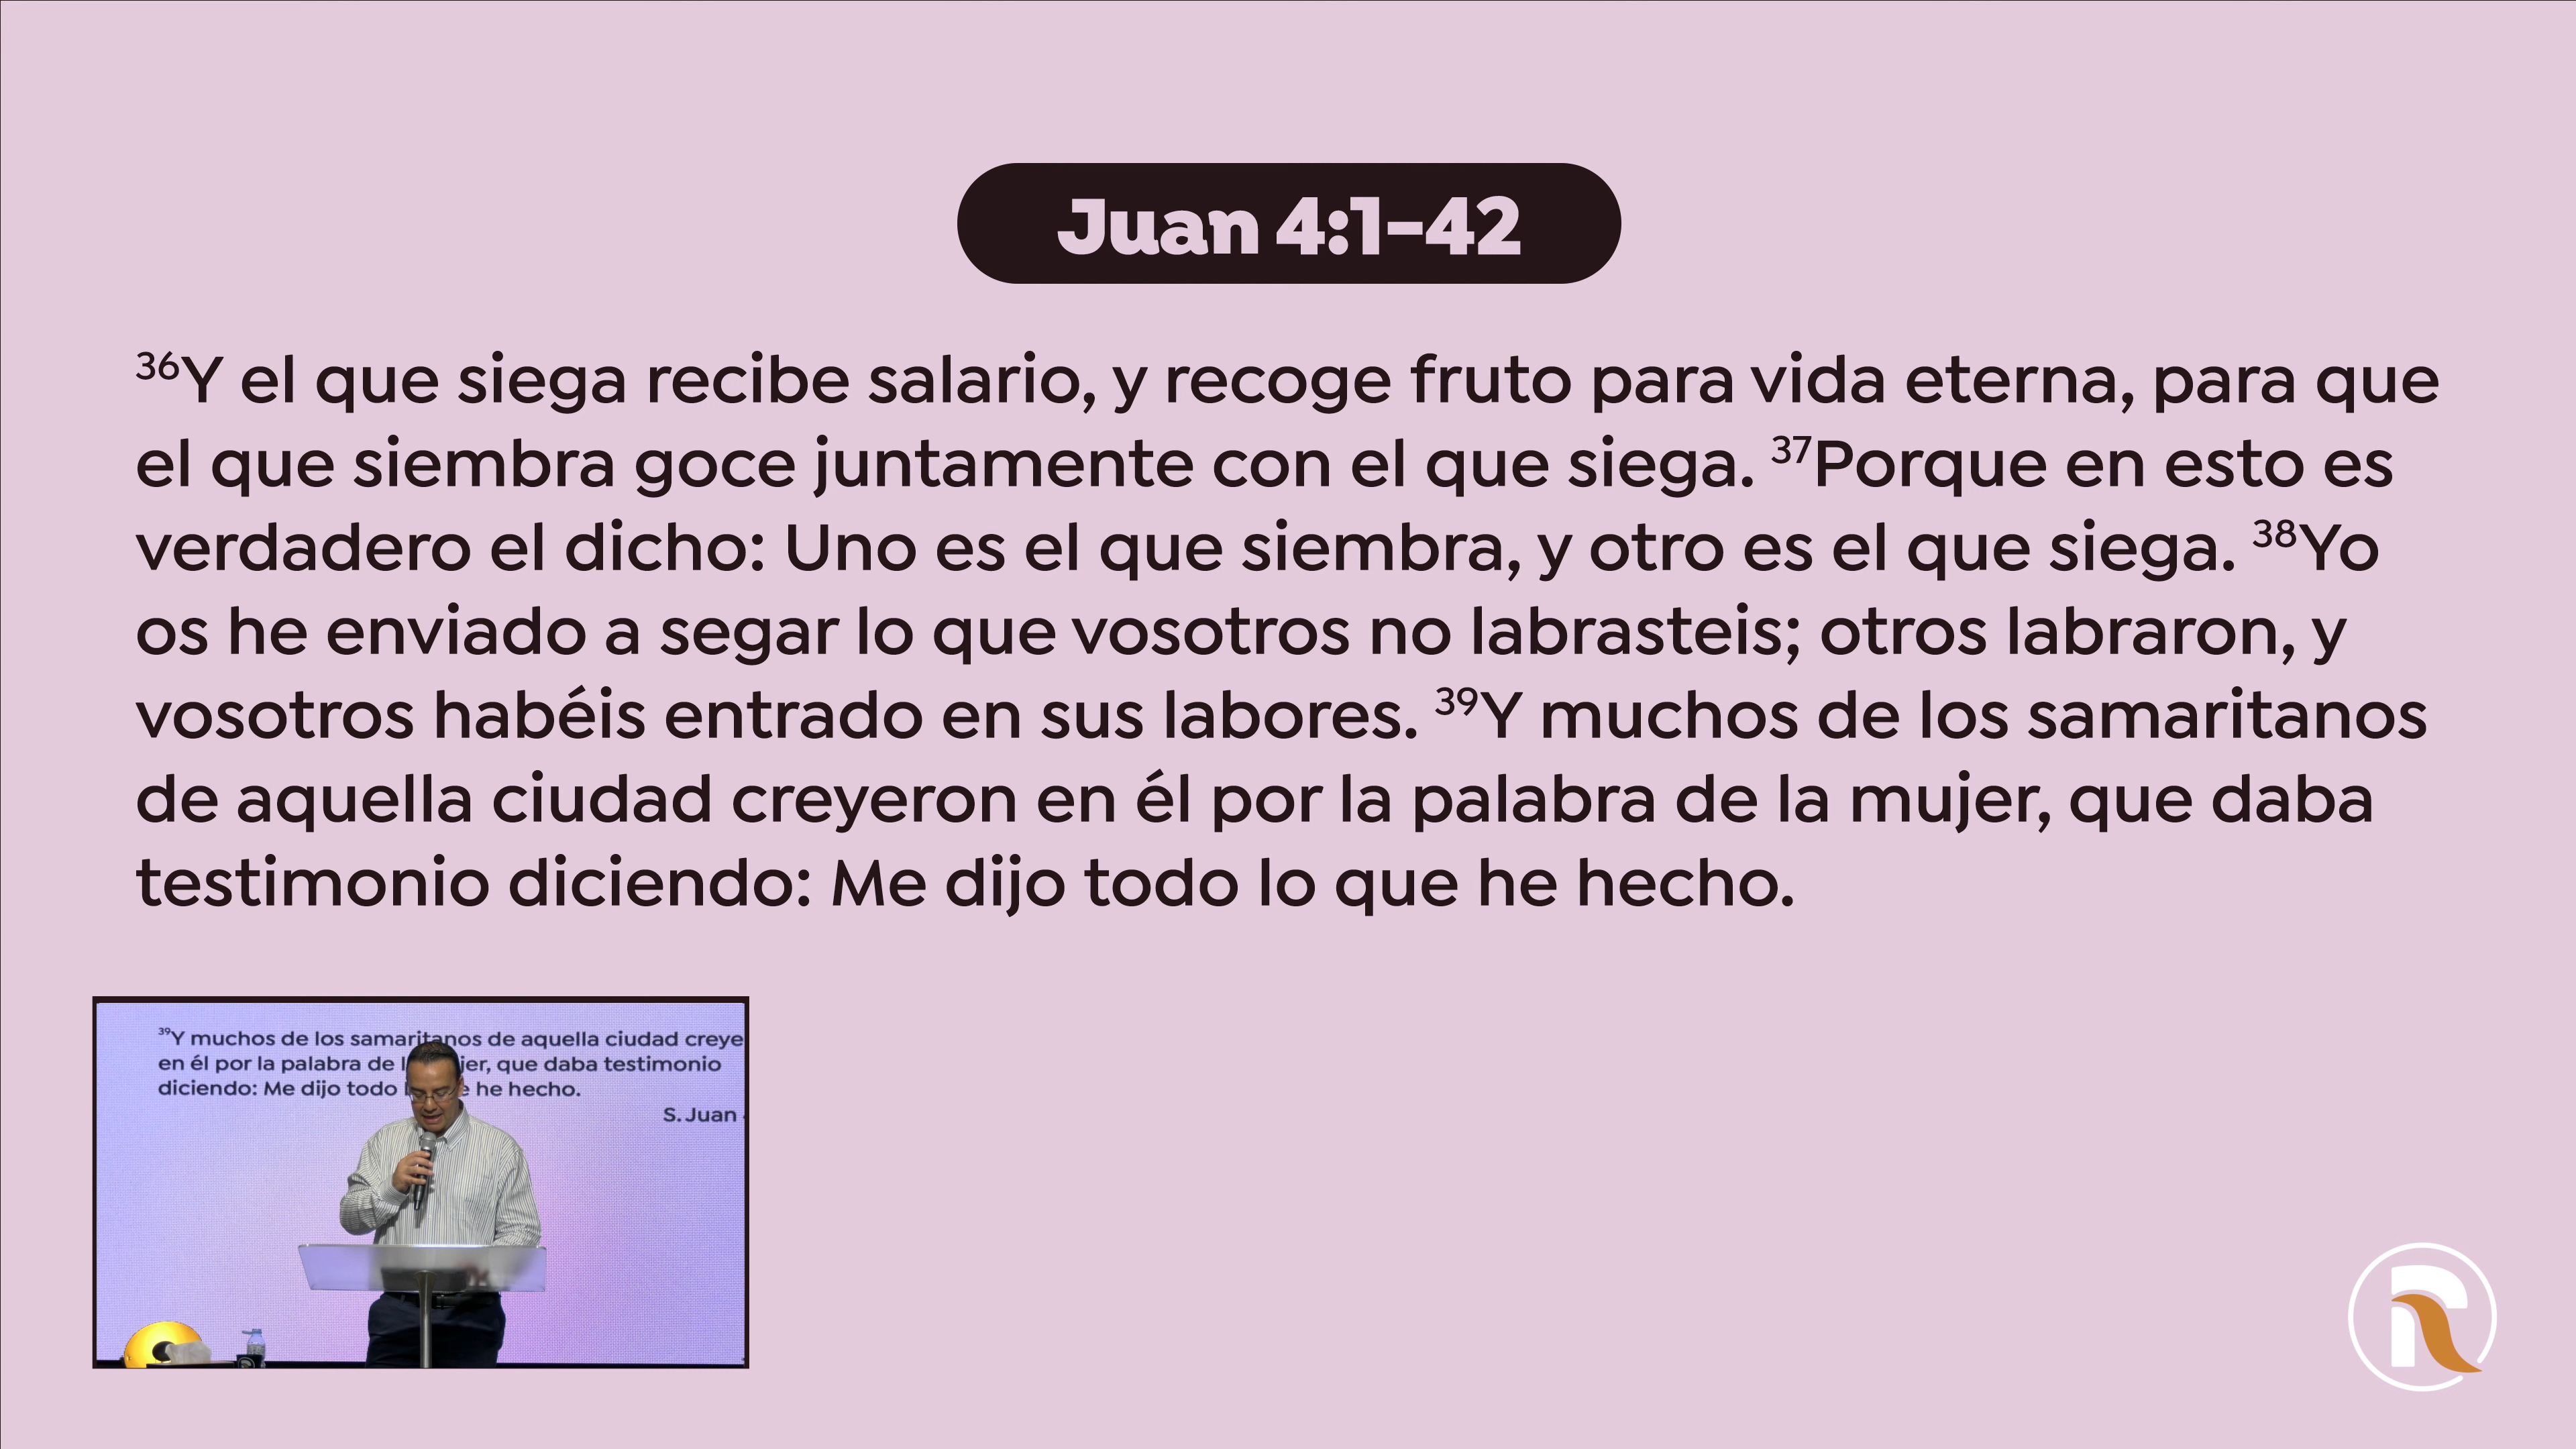 Juan 4:1-42
³⁶Y el que siega recibe salario, y recoge fruto para vida eterna, para que
el que siembra goce juntamente con el que siega. ³⁷Porque en esto es
verdadero el dicho: Uno es el que siembra, y otro es el que siega. ³⁸Yo
os he enviado a segar lo que vosotros no labrasteis; otros labraron, y
vosotros habéis entrado en sus labores. ³⁹Y muchos de los samaritanos
de aquella ciudad creyeron en él por la palabra de la mujer, que daba
testimonio diciendo: Me dijo todo lo que he hecho.
³⁹Y muchos de los samaritanos de aquella ciudad creye
en él por la palabra de jer, que daba testimonio
diciendo: Me dijo todo he hecho.
S. Juan